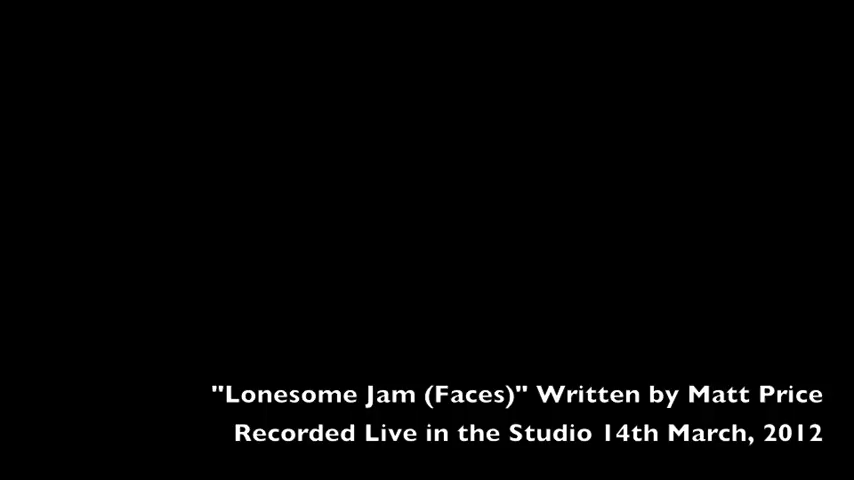 "Lonesome Jam (Faces)" Written by Matt Price
Recorded Live in the Studio 14th March, 2012